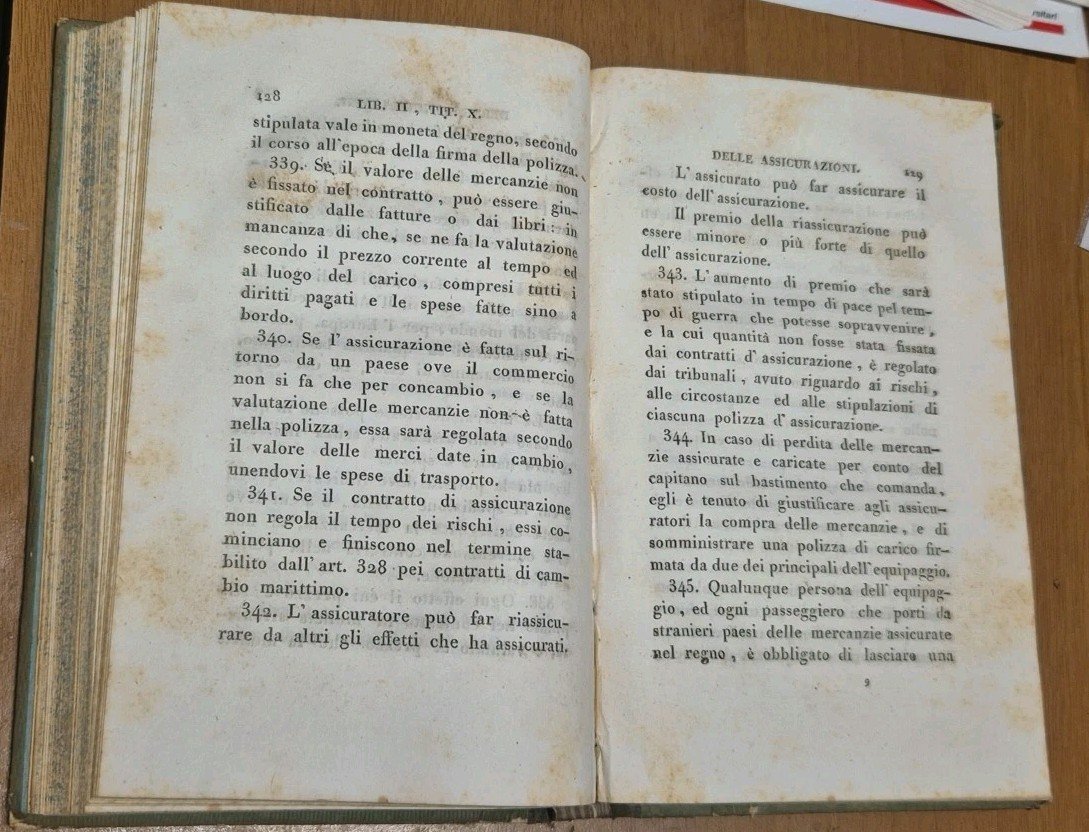 128
LIB. II , TIT. X.
stipulata vale in moneta del regno, secondo
il corso all'epoca della firma della polizza.
339. Se il valore delle mercanzie non
è fissato nel contratto , può essere giu-
stificato dalle fatture o dai libri : in
mancanza di che, se ne fa la valutazione
secondo il prezzo corrente al tempo ed
al luogo del carico , compresi tutti i
diritti pagati e le spese fatte sino a
bordo.
340. Se l'assicurazione è fatta sul ri-
torno da un paese ove il commercio
non si fa che per concambio , e se la
valutazione delle mercanzie non è fatta
nella polizza , essa sarà regolata secondo
il valore delle merci date in cambio ,
unendovi le spese di trasporto.
341. Se il contratto di assicurazione
non regola il tempo dei rischi , essi co-
minciano e finiscono nel termine sta-
bilito dall'art. 328 pei contratti di cam-
bio marittimo.
342. L'assicuratore può far riassicu-
rare da altri gli effetti che ha assicurati.
DELLE ASSICURAZIONI.
129
L'assicurato può far assicurare il
costo dell'assicurazione.
Il premio della riassicurazione può
essere minore o più forte di quello
dell'assicurazione.
343. L'aumento di premio che sarà
stato stipulato in tempo di pace pel tem-
po di guerra che potesse sopravvenire ,
e la cui quantità non fosse stata fissata
dai contratti d'assicurazione , è regolato
dai tribunali , avuto riguardo ai rischi ,
alle circostanze ed alle stipulazioni di
ciascuna polizza d'assicurazione.
344. In caso di perdita delle mercan-
zie assicurate e caricate per conto del
capitano sul bastimento che comanda ,
egli è tenuto di giustificare agli assicu-
ratori la compra delle mercanzie , e di
somministrare una polizza di carico fir-
mata da due dei principali dell'equipaggio.
345. Qualunque persona dell'equipag-
gio , ed ogni passeggiero che porti da
stranieri paesi delle mercanzie assicurate
nel regno , è obbligato di lasciare una
9